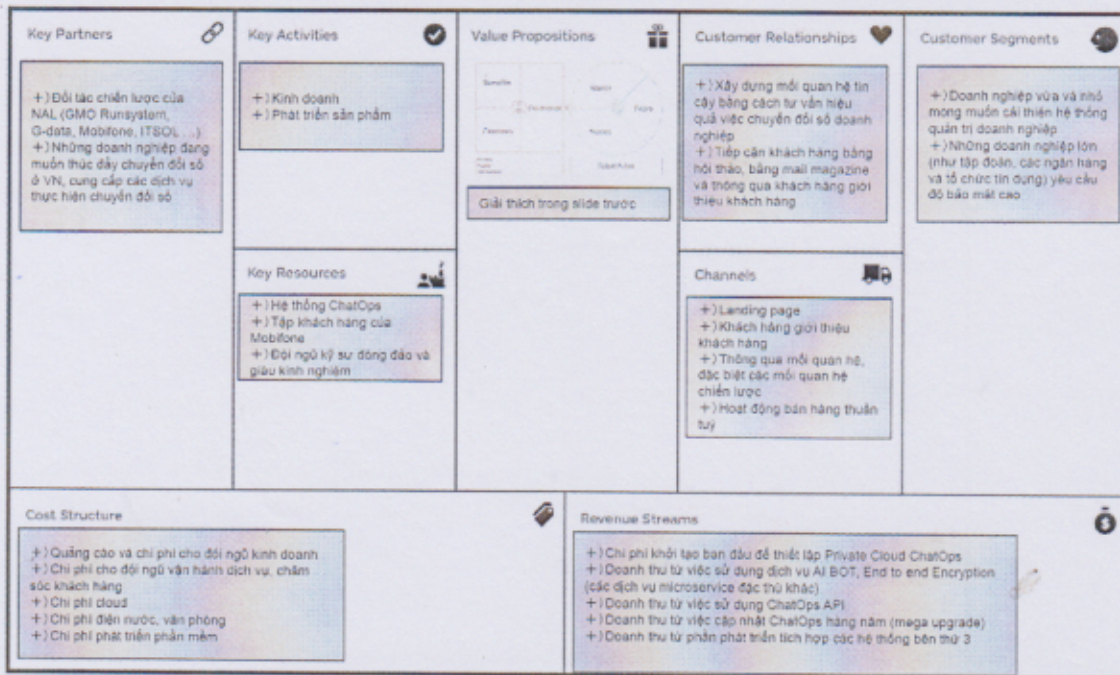 Key Partners
+)Đối tác chiến lược của
NAL (GMO Runsystem,
G-data, Mobifone, ITSOL ...)
+)Những doanh nghiệp đang
muốn thúc đẩy chuyển đổi số
ở VN, cung cấp các dịch vụ
thực hiện chuyển đổi số
Key Activities
+)Kinh doanh
+)Phát triển sản phẩm
Key Resources
+)Hệ thống ChatOps
+)Tập khách hàng của
Mobifone
+)Đội ngũ kỹ sư đông đảo và
giàu kinh nghiệm
Value Propositions
Giải thích trong slide trước
Customer Relationships
+)Xây dựng mối quan hệ tin
cậy bằng cách tư vấn hiệu
quả việc chuyển đổi số doanh
nghiệp
+)Tiếp cận khách hàng bằng
hội thảo, bằng mail magazine
và thông qua khách hàng giới
thiệu khách hàng
Channels
+)Landing page
+)Khách hàng giới thiệu
khách hàng
+)Thông qua mối quan hệ,
đặc biệt các mối quan hệ
chiến lược
+)Hoạt động bán hàng thuần
tuý
Customer Segments
+)Doanh nghiệp vừa và nhỏ
mong muốn cải thiện hệ thống
quản trị doanh nghiệp
+)Những doanh nghiệp lớn
(như tập đoàn, các ngân hàng
và tổ chức tín dụng) yêu cầu
độ bảo mật cao
Cost Structure
+)Quảng cáo và chi phí cho đội ngũ kinh doanh
+)Chi phí cho đội ngũ vận hành dịch vụ, chăm
sóc khách hàng
+)Chi phí cloud
+)Chi phí điện nước, văn phòng
+)Chi phí phát triển phần mềm
Revenue Streams
+)Chi phí khởi tạo ban đầu để thiết lập Private Cloud ChatOps
+)Doanh thu từ việc sử dụng dịch vụ AI BOT, End to end Encryption
(các dịch vụ microservice đặc thù khác)
+)Doanh thu từ việc sử dụng ChatOps API
+)Doanh thu từ việc cập nhật ChatOps hàng năm (mega upgrade)
+)Doanh thu từ phần phát triển tích hợp các hệ thống bên thứ 3